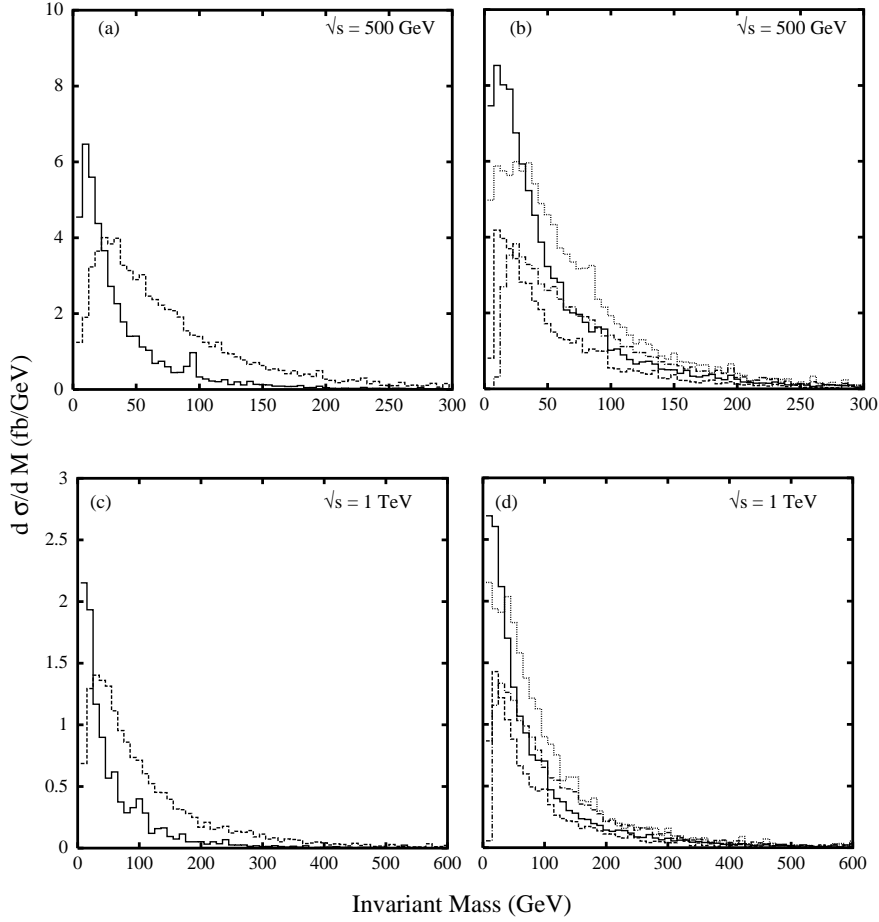 (a) √s = 500 GeV
(b) √s = 500 GeV
10
8
6
4
2
0
0 50 100 150 200 250 300
0 50 100 150 200 250 300
d σ/d M (fb/GeV)
(c) √s = 1 TeV
(d) √s = 1 TeV
3
2.5
2
1.5
1
0.5
0
0 100 200 300 400 500 600
0 100 200 300 400 500 600
Invariant Mass (GeV)